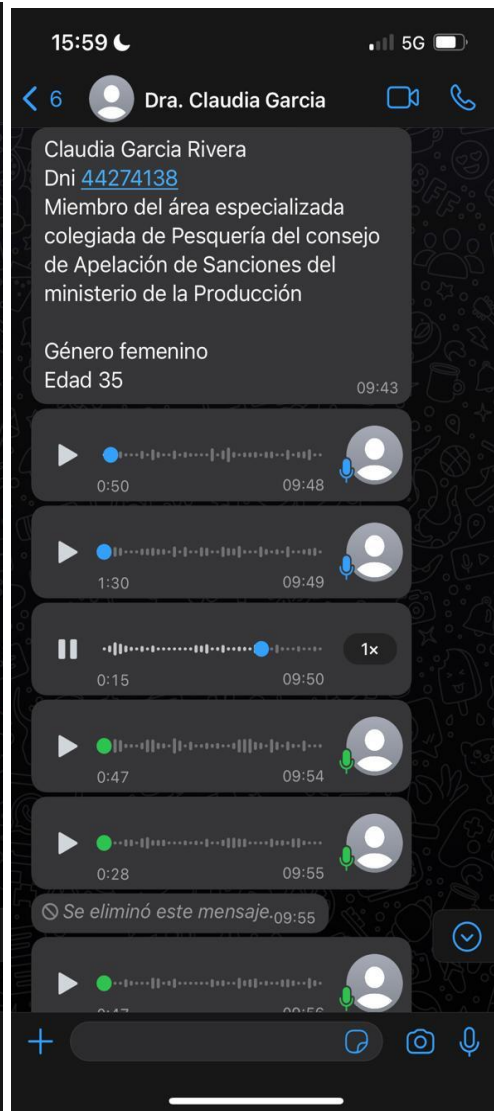 15:59
5G
6
Dra. Claudia Garcia
Claudia Garcia Rivera
Dni 44274138
Miembro del área especializada
colegiada de Pesquería del consejo
de Apelación de Sanciones del
ministerio de la Producción
Género femenino
Edad 35
09:43
0:50 09:48
1:30 09:49
1x
0:15 09:50
0:47 09:54
0:28 09:55
Se eliminó este mensaje. 09:55